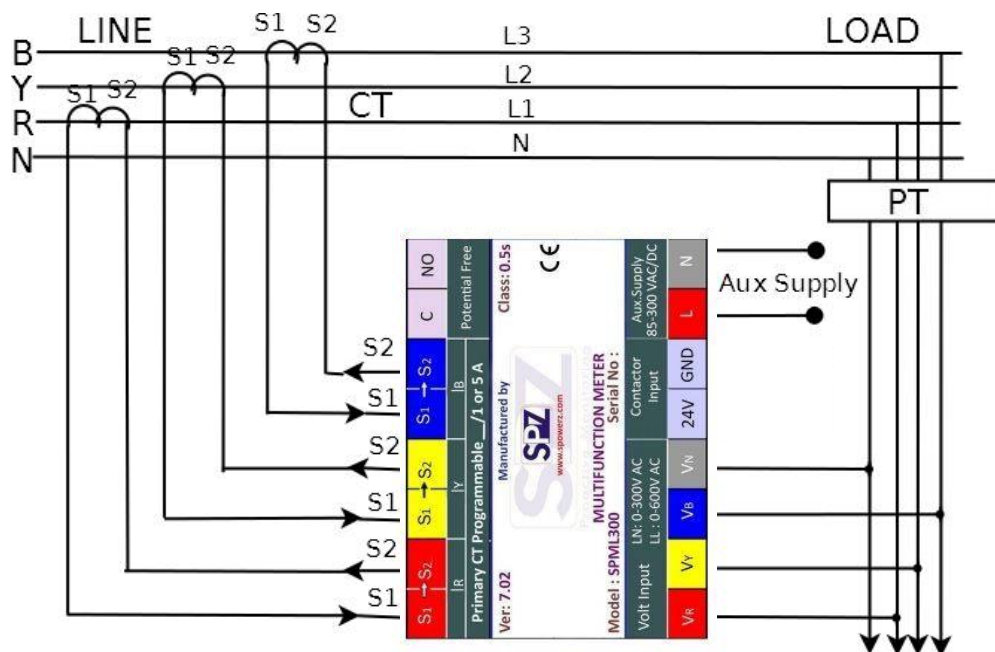 LINE
LOAD
S1 S2
B
L3
S1 S2
Y
L2
S1 S2
CT
R
L1
N
N
PT
NO
C
Potential Free
Class: 0.5s
CE
Aux.Supply
85-300 VAC/DC
N
L
Aux Supply
S2
S1
S1 → S2
IB
S2
S1
S1 → S2
IY
S2
S1
S1 → S2
IR
Primary CT Programmable __/1 or 5 A
Manufactured by
SPZ
www.spowerz.com
Ver: 7.02
MULTIFUNCTION METER
Serial No :
Model : SPML300
Contactor
Input
GND
24V
LN: 0-300V AC
LL : 0-600V AC
Volt Input
VN
VB
VY
VR